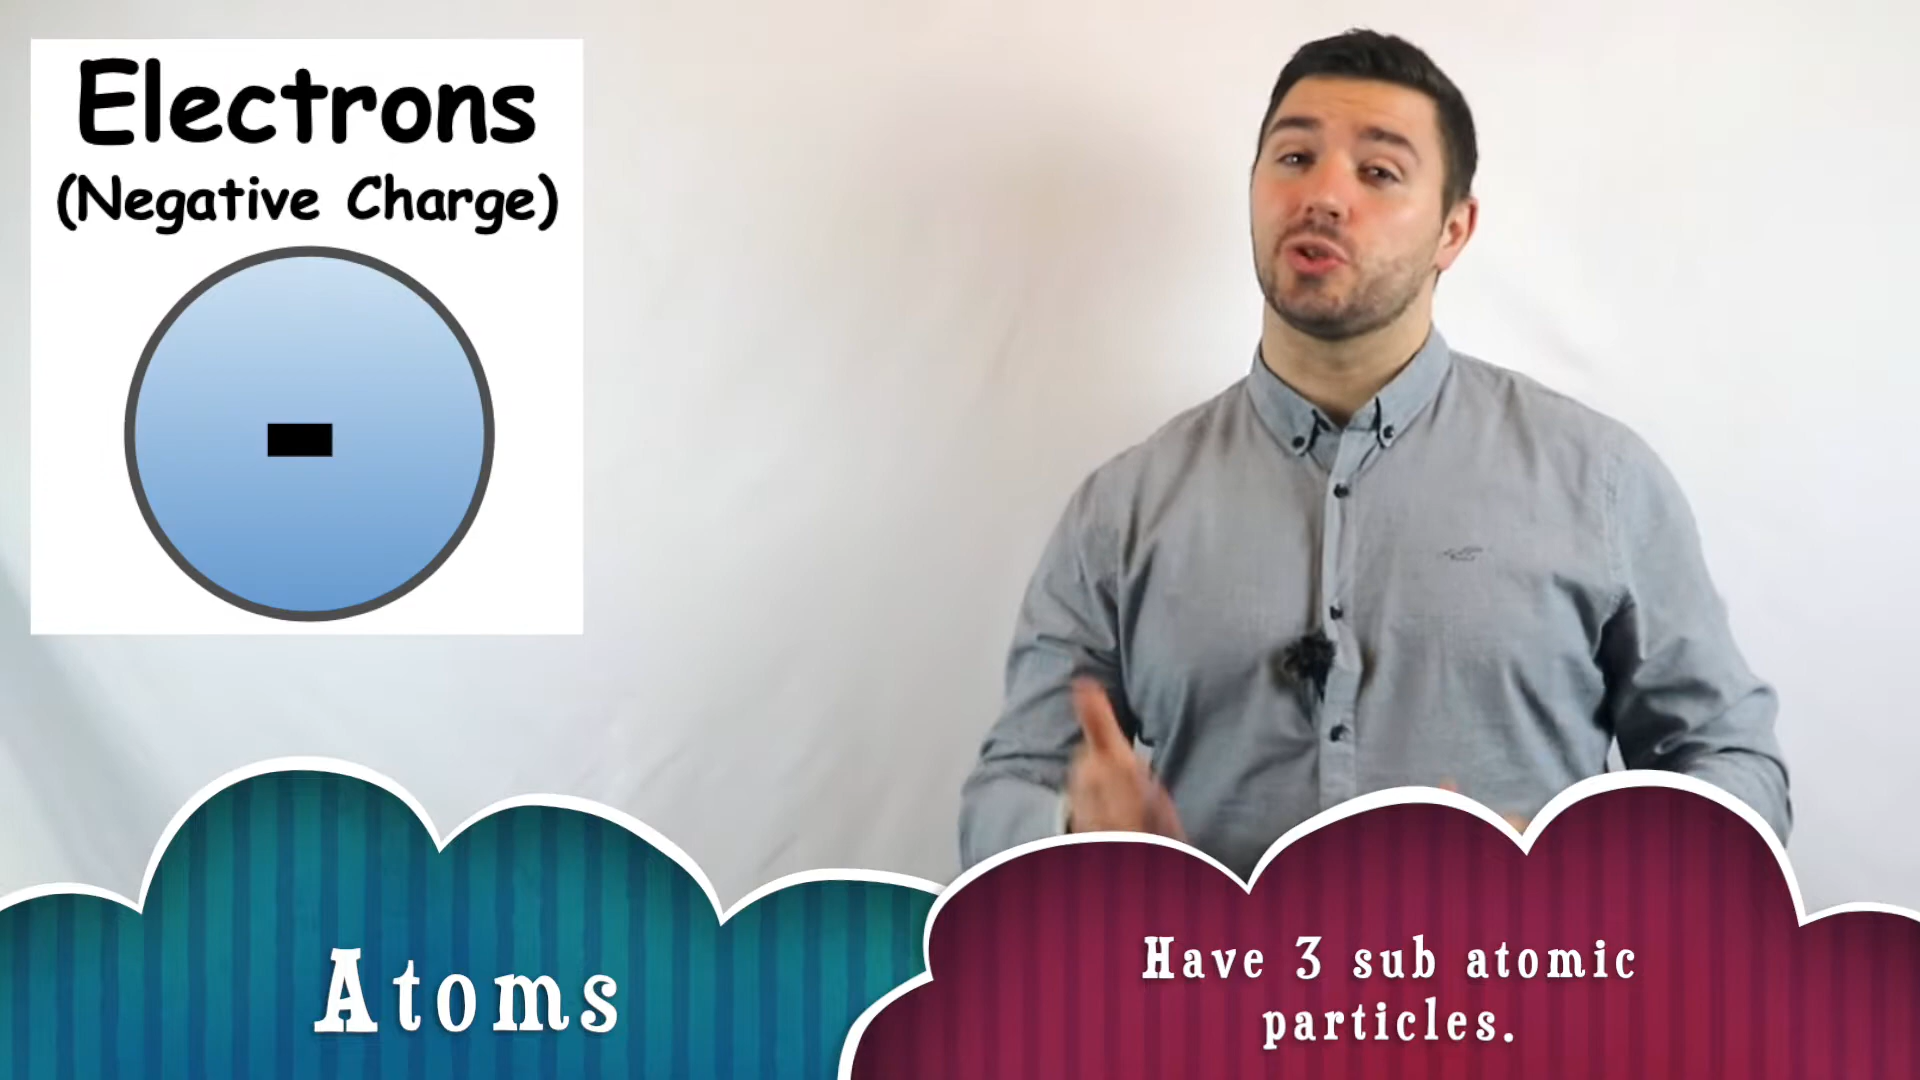 Electrons
(Negative Charge)
-
Atoms
Have 3 sub atomic
particles.